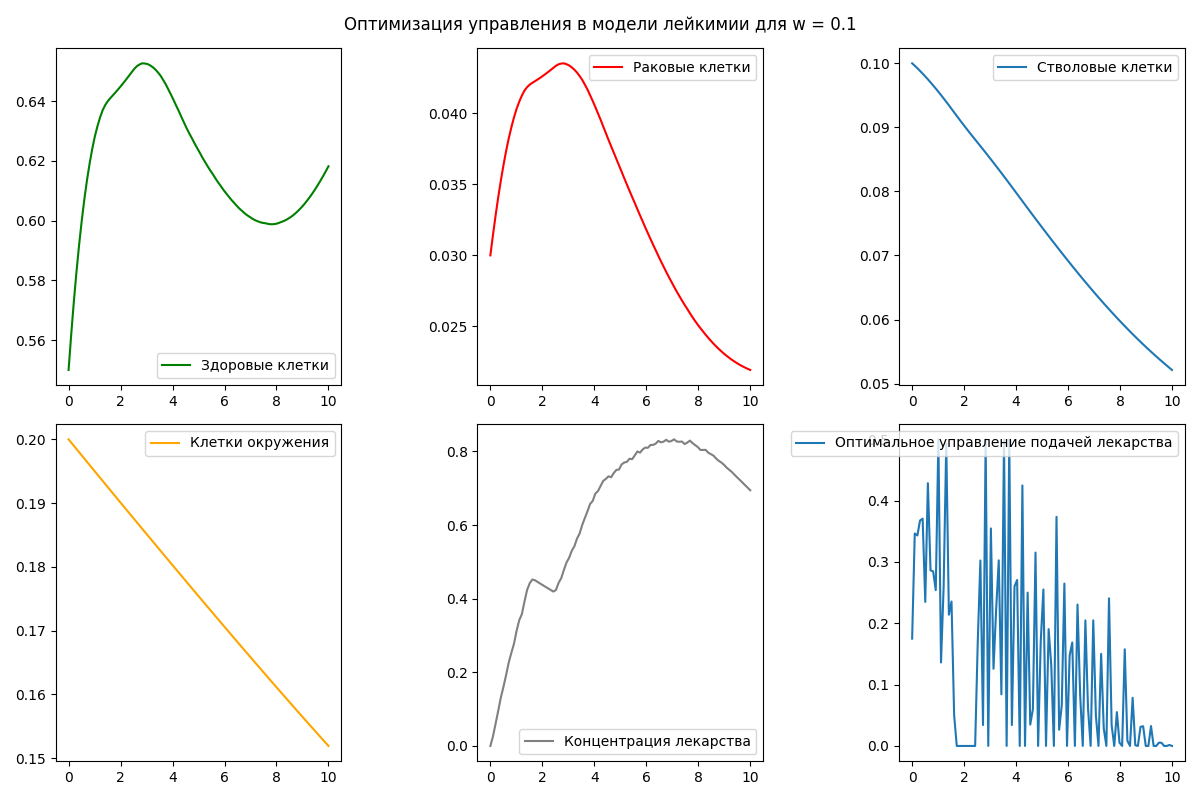 Оптимизация управления в модели лейкимии для w = 0.1
0.64
0.62
0.60
0.58
0.56
0 2 4 6 8 10
Здоровые клетки
0.040
0.035
0.030
0.025
0 2 4 6 8 10
Раковые клетки
0.10
0.09
0.08
0.07
0.06
0.05
0 2 4 6 8 10
Стволовые клетки
0.20
0.19
0.18
0.17
0.16
0.15
0 2 4 6 8 10
Клетки окружения
0.8
0.6
0.4
0.2
0.0
0 2 4 6 8 10
Концентрация лекарства
Оптимальное управление подачей лекарства
0.4
0.3
0.2
0.1
0.0
0 2 4 6 8 10